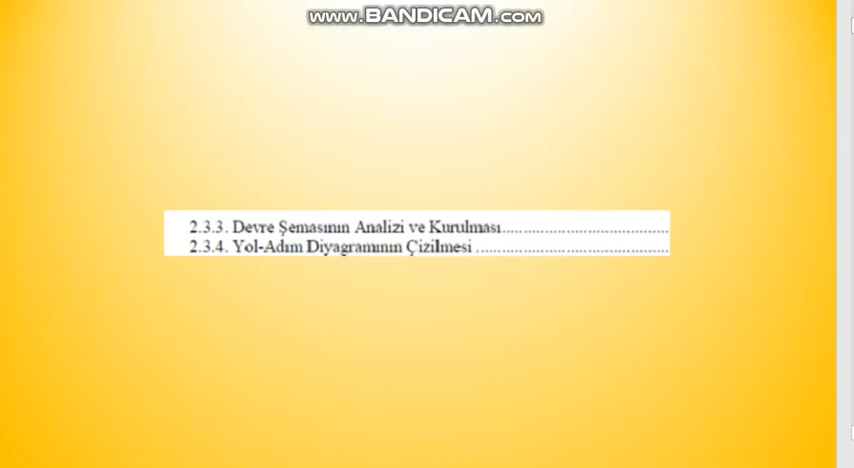 www.BANDICAM.COM
2.3.3. Devre Şemasının Analizi ve Kurulması........................................
2.3.4. Yol-Adım Diyagramının Çizilmesi ..............................................